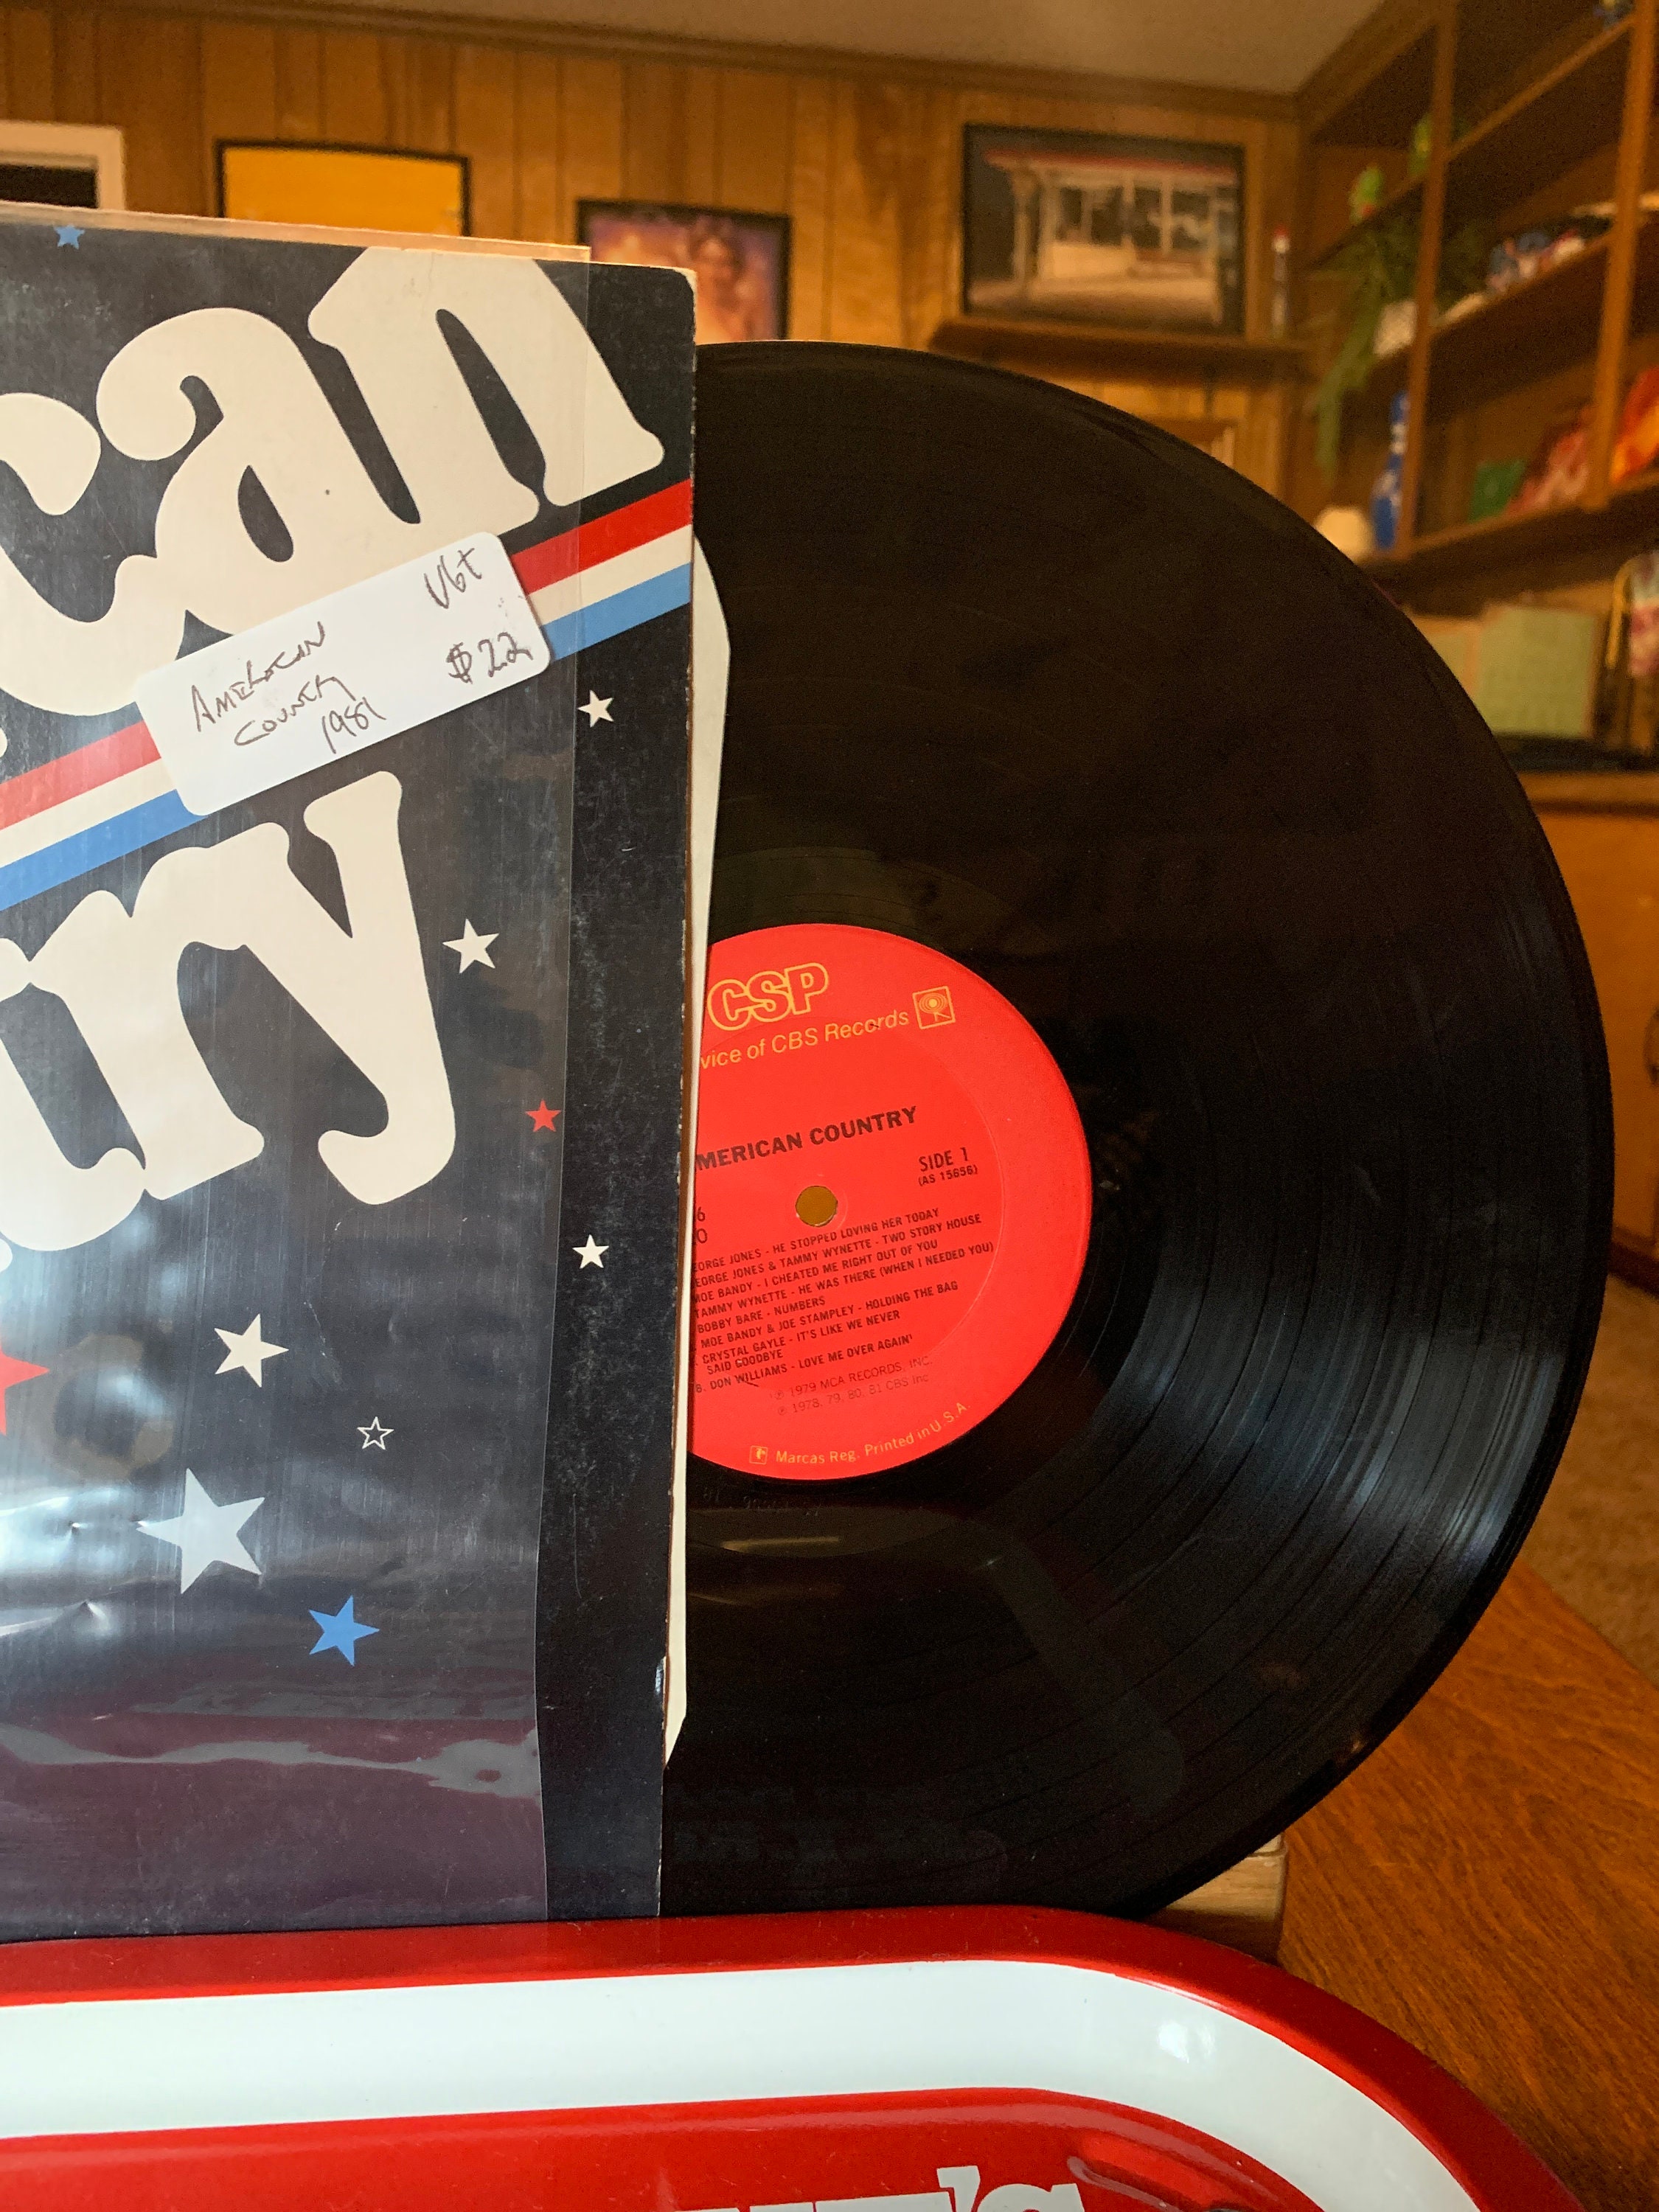 can
VG+
AMERICAN
$22
COUNTRY
1981
try
CSP
vice of CBS Records
MERICAN COUNTRY
SIDE 1
(AS 15656)
6
O
EORGE JONES - HE STOPPED LOVING HER TODAY
EORGE JONES & TAMMY WYNETTE - TWO STORY HOUSE
MOE BANDY - I CHEATED ME RIGHT OUT OF YOU
TAMMY WYNETTE - HE WAS THERE (WHEN I NEEDED YOU)
BOBBY BARE - NUMBERS
MOE BANDY & JOE STAMPLEY - HOLDING THE BAG
CRYSTAL GAYLE - IT'S LIKE WE NEVER
SAID GOODBYE
8. DON WILLIAMS - LOVE ME OVER AGAIN
℗ 1979 MCA RECORDS, INC.
℗ 1978, 79, 80, 81 CBS Inc.
Marcas Reg. Printed in U.S.A.